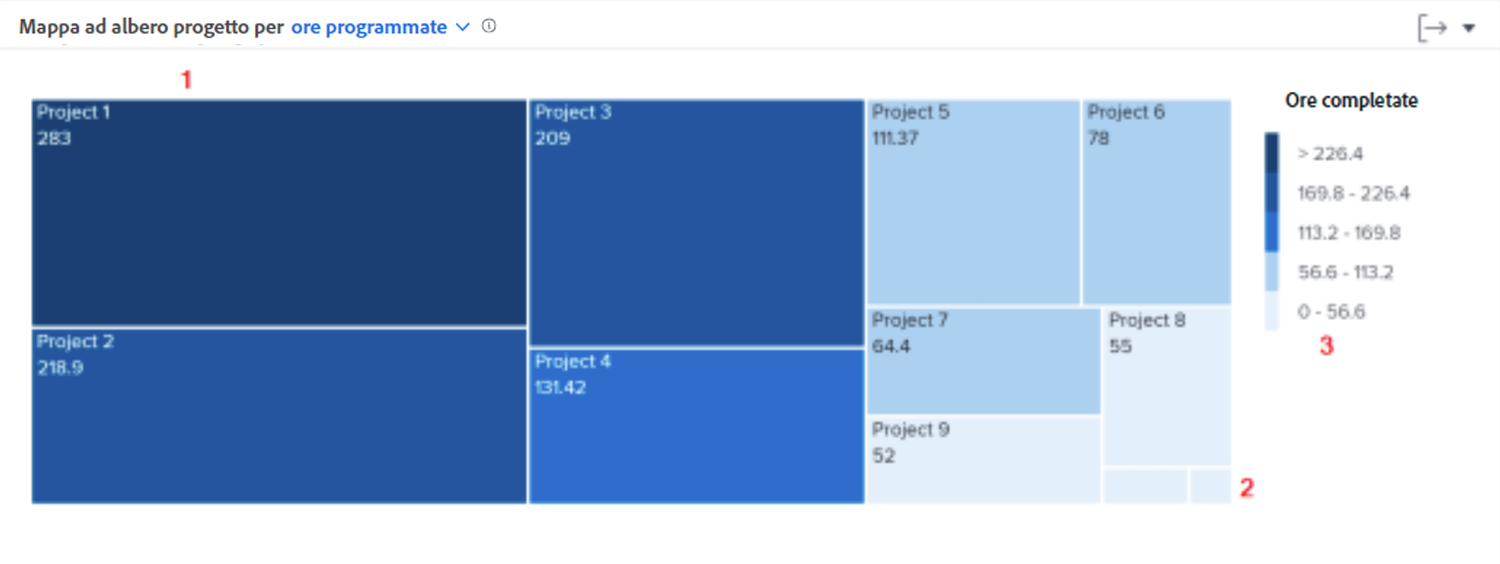 Mappa ad albero progetto per ore programmate
1
Project 1
283
Project 3
209
Project 5
111.37
Project 6
78
Ore completate
> 226.4
169.8 - 226.4
113.2 - 169.8
56.6 - 113.2
0 - 56.6
3
Project 2
218.9
Project 4
131.42
Project 7
64.4
Project 8
55
Project 9
52
2